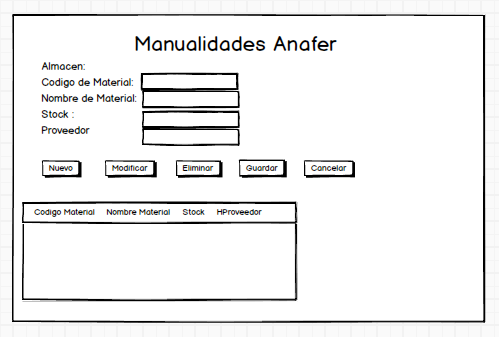 Manualidades Anafer
Almacen:
Codigo de Material:
Nombre de Material:
Stock :
Proveedor
Nuevo Modificar Eliminar Guardar Cancelar
Codigo Material Nombre Material Stock HProveedor